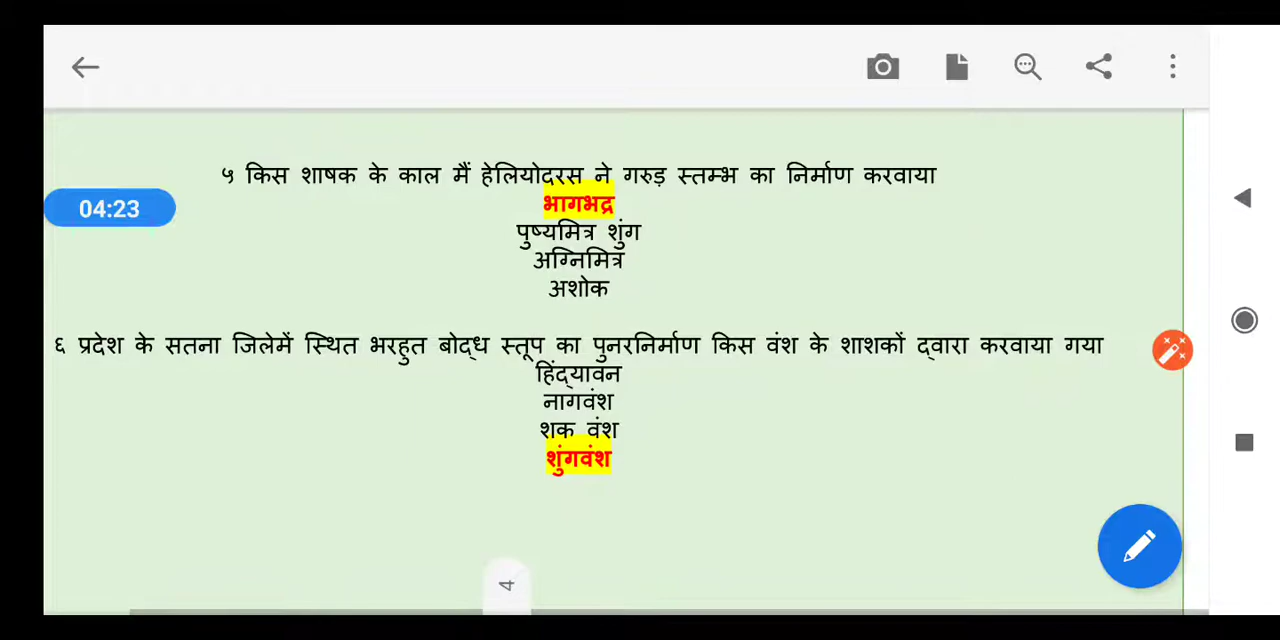 ५ किस शाषक के काल मैं हेलियोदरस ने गरुड़ स्तम्भ का निर्माण करवाया
04:23
भागभद्र
पुष्यमित्र शुंग
अग्निमित्र
अशोक
६ प्रदेश के सतना जिलेमें स्थित भरहुत बोद्ध स्तूप का पुनरनिर्माण किस वंश के शाशकों द्वारा करवाया गया
हिंद्यावन
नागवंश
शक वंश
शुंगवंश
4